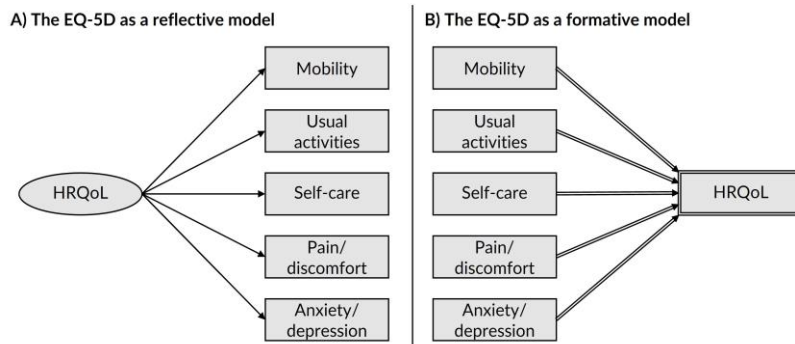 A) The EQ-5D as a reflective model
Mobility
Usual
activities
HRQoL
Self-care
Pain/
discomfort
Anxiety/
depression
B) The EQ-5D as a formative model
Mobility
Usual
activities
Self-care
HRQoL
Pain/
discomfort
Anxiety/
depression